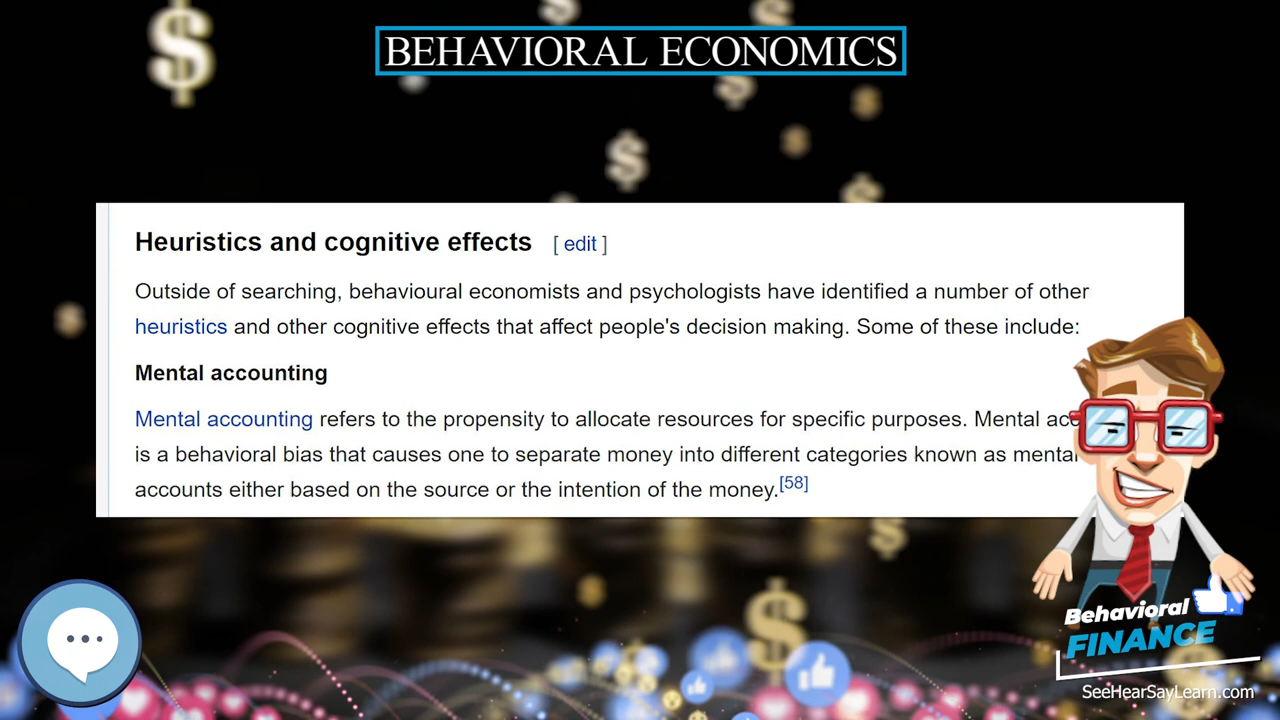 BEHAVIORAL ECONOMICS
Heuristics and cognitive effects [ edit ]
Outside of searching, behavioural economists and psychologists have identified a number of other
heuristics and other cognitive effects that affect people's decision making. Some of these include:
Mental accounting
Mental accounting refers to the propensity to allocate resources for specific purposes. Mental
is a behavioral bias that causes one to separate money into different categories known as mental
accounts either based on the source or the intention of the money.[58]
Behavioral
FINANCE
SeeHearSayLearn.com